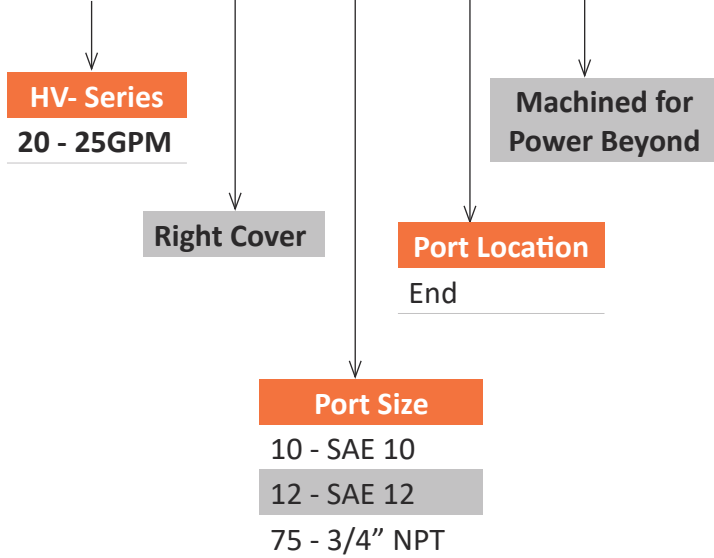 HV- Series
20 - 25GPM
Machined for
Power Beyond
Right Cover
Port Location
End
Port Size
10 - SAE 10
12 - SAE 12
75 - 3/4” NPT